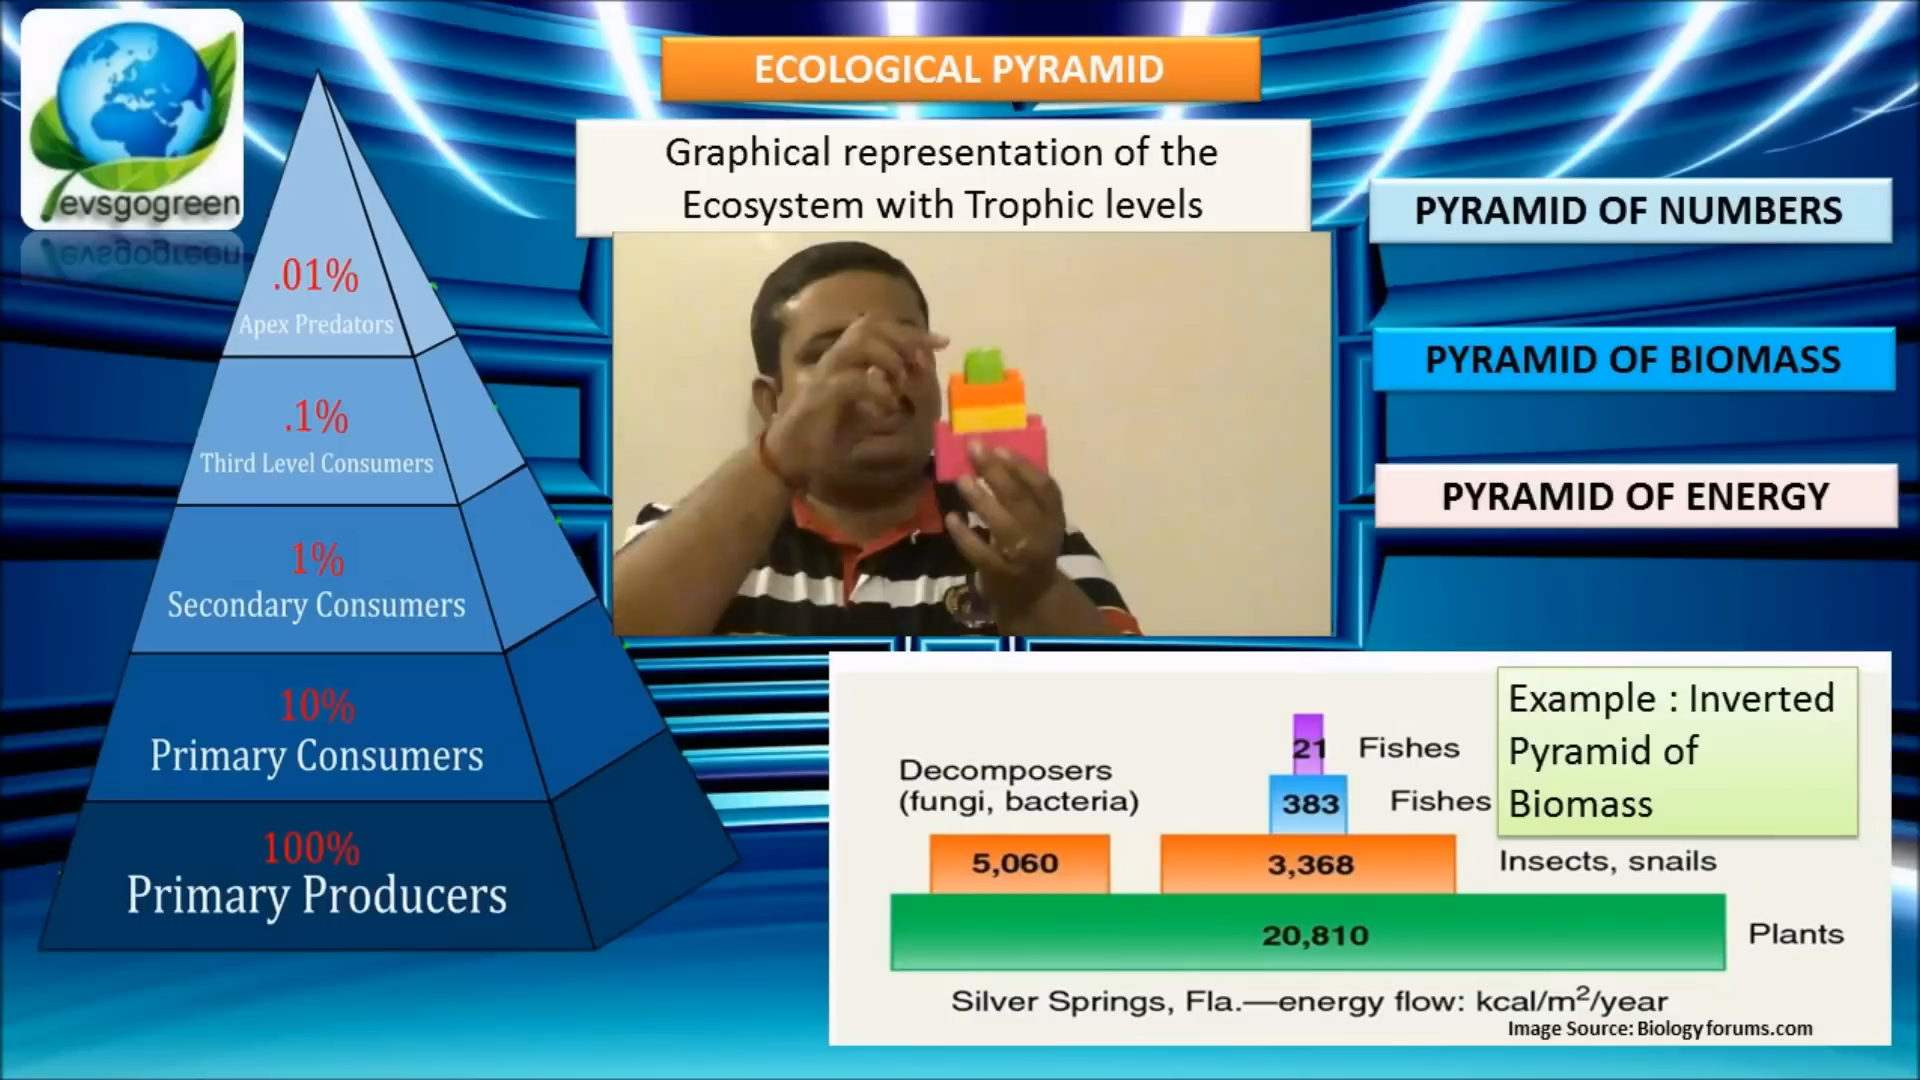 evsgogreen
ECOLOGICAL PYRAMID
Graphical representation of the
Ecosystem with Trophic levels
PYRAMID OF NUMBERS
PYRAMID OF BIOMASS
PYRAMID OF ENERGY
.01%
Apex Predators
.1%
Third Level Consumers
1%
Secondary Consumers
10%
Primary Consumers
100%
Primary Producers
Example : Inverted
Pyramid of
Biomass
21 Fishes
Decomposers
(fungi, bacteria)
383 Fishes
5,060 3,368 Insects, snails
20,810 Plants
Silver Springs, Fla.—energy flow: kcal/m²/year
Image Source: Biologyforums.com